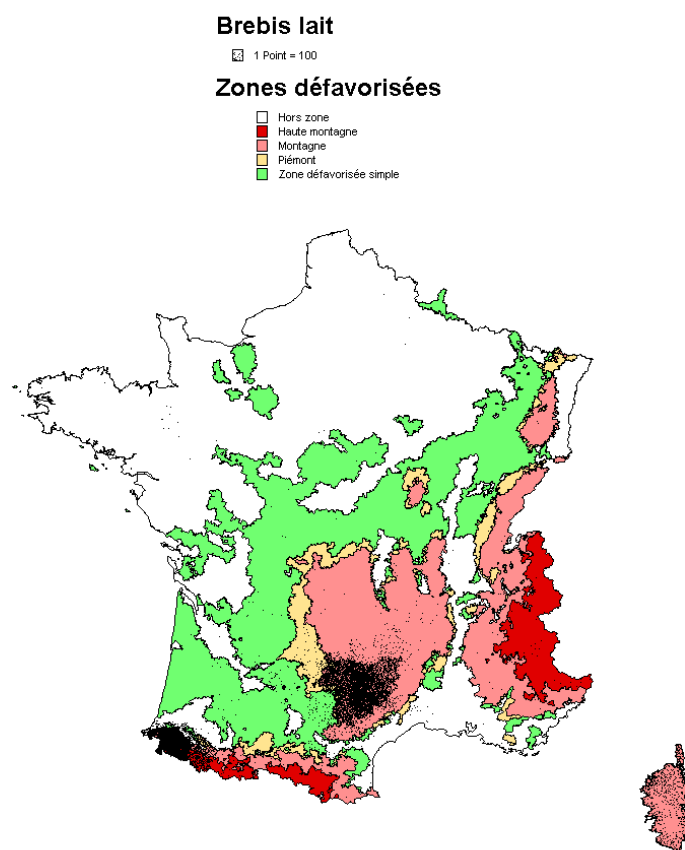 Brebis lait
1 Point = 100
Zones défavorisées
Hors zone
Haute montagne
Montagne
Piémont
Zone défavorisée simple